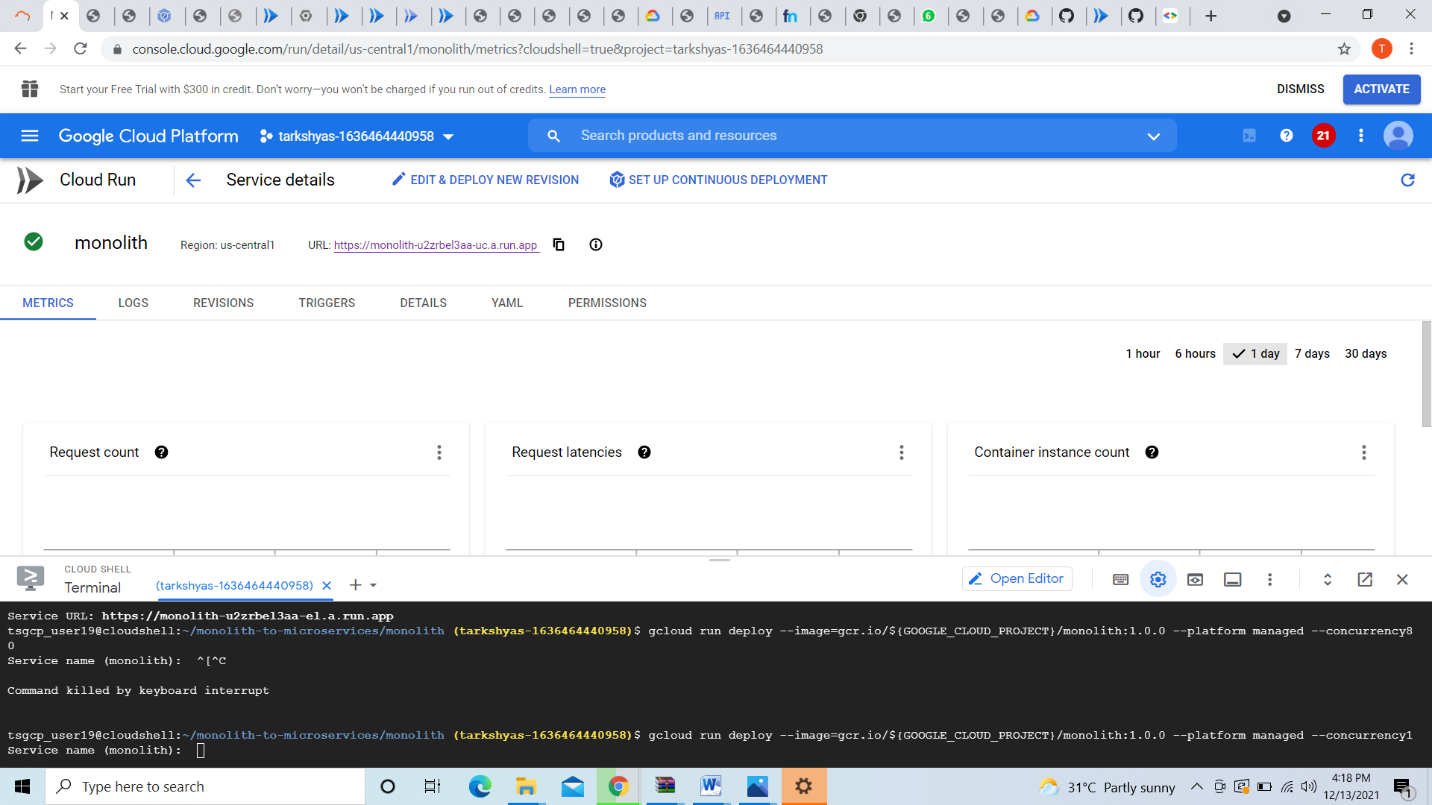 API
fn
6
console.cloud.google.com/run/detail/us-central1/monolith/metrics?cloudshell=true&project=tarkshyas-1636464440958
T
Start your Free Trial with $300 in credit. Don't worry—you won't be charged if you run out of credits. Learn more
DISMISS
ACTIVATE
Google Cloud Platform
tarkshyas-1636464440958
Search products and resources
21
Cloud Run
Service details
EDIT & DEPLOY NEW REVISION
SET UP CONTINUOUS DEPLOYMENT
monolith
Region: us-central1
URL: https://monolith-u2zrbel3aa-uc.a.run.app
METRICS
LOGS
REVISIONS
TRIGGERS
DETAILS
YAML
PERMISSIONS
1 hour
6 hours
1 day
7 days
30 days
Request count
Request latencies
Container instance count
CLOUD SHELL
Terminal
(tarkshyas-1636464440958)
Open Editor
Service URL: https://monolith-u2zrbel3aa-el.a.run.app
tsgcp_user19@cloudshell:~/monolith-to-microservices/monolith (tarkshyas-1636464440958)$ gcloud run deploy --image=gcr.io/${GOOGLE_CLOUD_PROJECT}/monolith:1.0.0 --platform managed --concurrency8
0
Service name (monolith):  ^[^C
Command killed by keyboard interrupt
tsgcp_user19@cloudshell:~/monolith-to-microservices/monolith (tarkshyas-1636464440958)$ gcloud run deploy --image=gcr.io/${GOOGLE_CLOUD_PROJECT}/monolith:1.0.0 --platform managed --concurrency1
Service name (monolith):
Type here to search
31°C Partly sunny
4:18 PM
12/13/2021
1